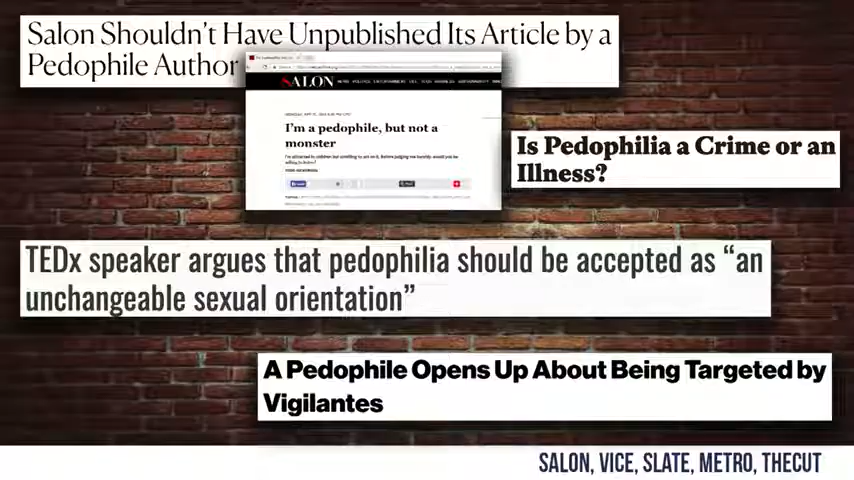 Salon Shouldn't Have Unpublished Its Article by a
Pedophile Author
SALON
I'm a pedophile, but not a
monster
Is Pedophilia a Crime or an
Illness?
TEDx speaker argues that pedophilia should be accepted as “an
unchangeable sexual orientation”
A Pedophile Opens Up About Being Targeted by
Vigilantes
SALON, VICE, SLATE, METRO, THECUT